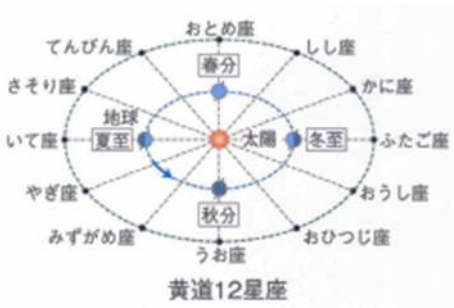 おとめ座
てんびん座
しし座
春分
さそり座
かに座
地球
いて座
夏至
太陽
冬至
ふたご座
やぎ座
おうし座
秋分
みずがめ座
おひつじ座
うお座
黄道12星座